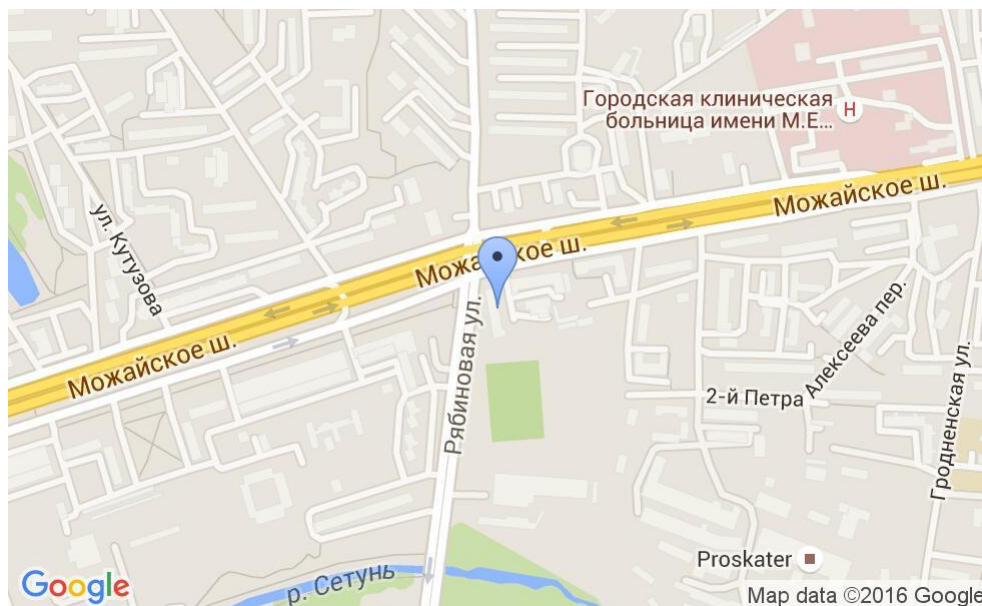 Городская клиническая
больница имени М.Е...
H
Можайское ш.
ул. Кутузова
Можайское ш.
Можайское ш.
Рябиновая ул.
2-й Петра Алексеева пер.
Гродненская ул.
Proskater
р. Сетунь
Google
Map data ©2016 Google